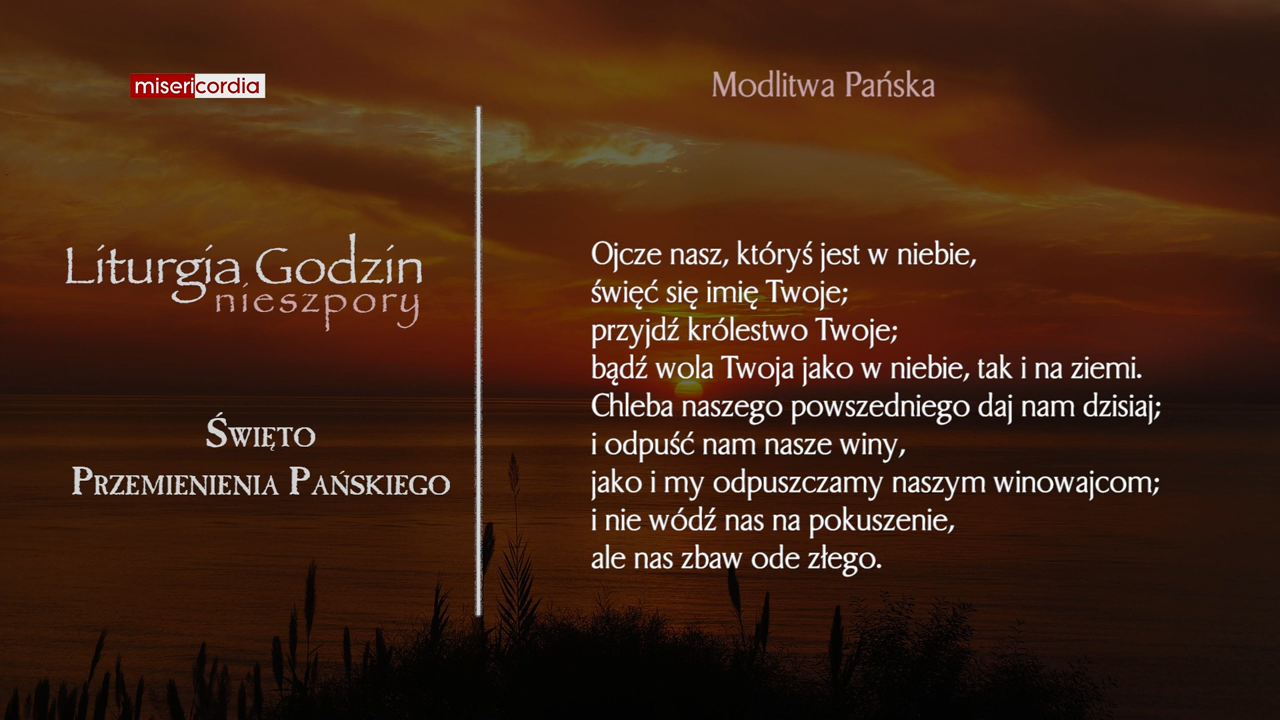 misericordia
Liturgia Godzin
nieszpory
Święto
Przemienienia Pańskiego
Modlitwa Pańska
Ojcze nasz, któryś jest w niebie,
święć się imię Twoje;
przyjdź królestwo Twoje;
bądź wola Twoja jako w niebie, tak i na ziemi.
Chleba naszego powszedniego daj nam dzisiaj;
i odpuść nam nasze winy,
jako i my odpuszczamy naszym winowajcom;
i nie wódź nas na pokuszenie,
ale nas zbaw ode złego.